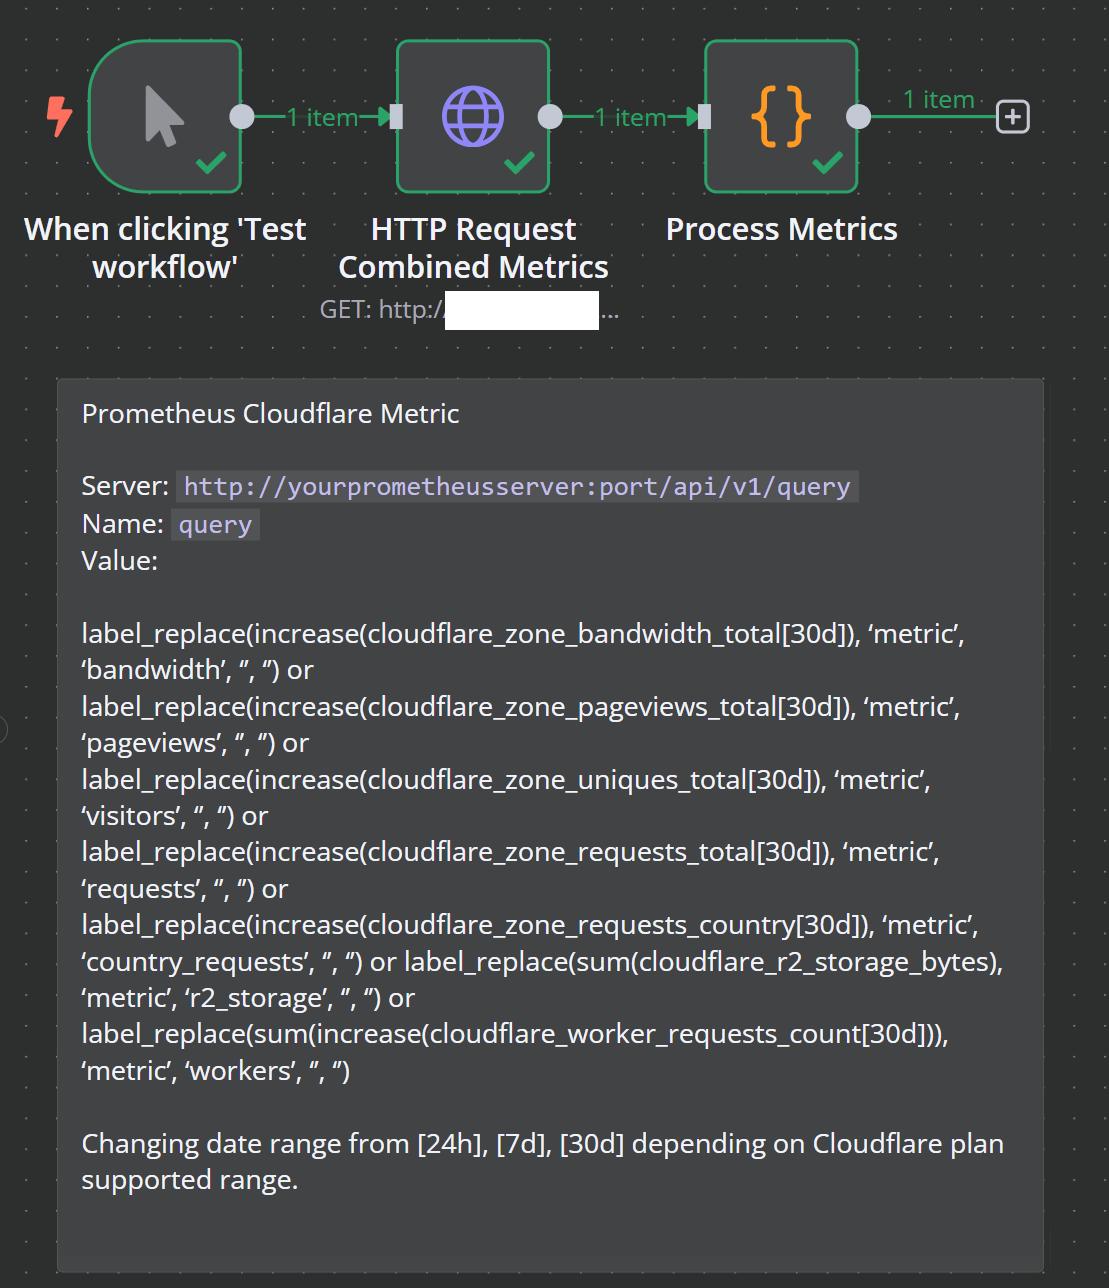 1 item
1 item
1 item
When clicking 'Test
workflow'
HTTP Request
Combined Metrics
GET: http:/
...
Process Metrics
Prometheus Cloudflare Metric
Server: http://yourprometheusserver:port/api/v1/query
Name: query
Value:
label_replace(increase(cloudflare_zone_bandwidth_total[30d]), ‘metric’,
‘bandwidth’, ‘’, ‘’) or
label_replace(increase(cloudflare_zone_pageviews_total[30d]), ‘metric’,
‘pageviews’, ‘’, ‘’) or
label_replace(increase(cloudflare_zone_uniques_total[30d]), ‘metric’,
‘visitors’, ‘’, ‘’) or
label_replace(increase(cloudflare_zone_requests_total[30d]), ‘metric’,
‘requests’, ‘’, ‘’) or
label_replace(increase(cloudflare_zone_requests_country[30d]), ‘metric’,
‘country_requests’, ‘’, ‘’) or label_replace(sum(cloudflare_r2_storage_bytes),
‘metric’, ‘r2_storage’, ‘’, ‘’) or
label_replace(sum(increase(cloudflare_worker_requests_count[30d])),
‘metric’, ‘workers’, ‘’, ‘’)
Changing date range from [24h], [7d], [30d] depending on Cloudflare plan
supported range.